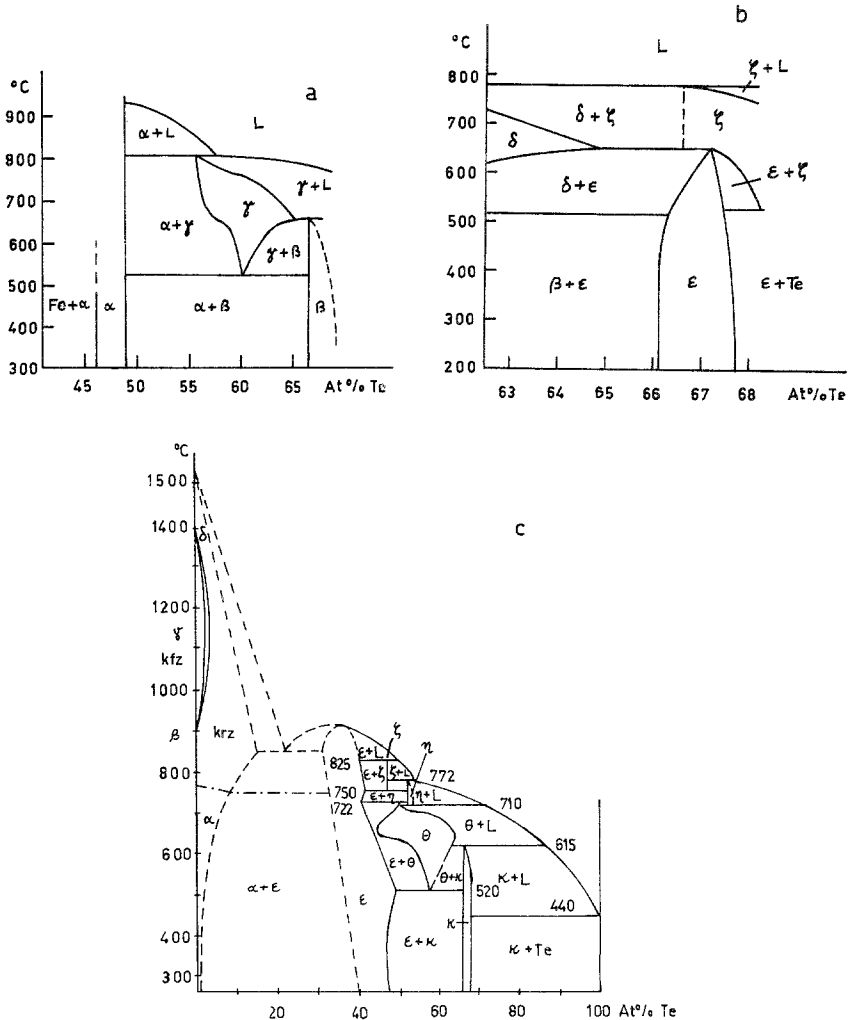 a
°C
900
800
700
600
500
400
300
α+L
L
γ+L
γ
α+γ
γ+β
Fe+α
α
α+β
β
45 50 55 60 65 At% Te
b
°C
800
700
600
500
400
300
200
L
ζ+L
δ+ζ
ζ
δ
ε+ζ
δ+ε
β+ε
ε
ε+Te
63 64 65 66 67 68 At% Te
c
°C
1500
1400
1200
1000
800
600
400
300
δ
γ
kfz
β
krz
α
α+ε
ε
825
750
722
ε+L
ζ
ε+ζ
ζ+L
η
ε+η
η+L
772
710
θ
θ+L
615
ε+θ
θ+κ
κ+L
520
440
κ
ε+κ
κ+Te
20 40 60 80 100 At% Te